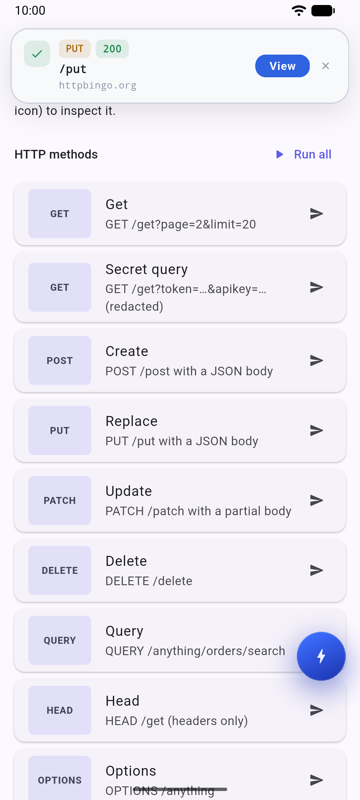 10:00
PUT 200
/put
httpbingo.org
View
icon) to inspect it.
HTTP methods
Run all
GET
Get
GET /get?page=2&limit=20
GET
Secret query
GET /get?token=…&apikey=…
(redacted)
POST
Create
POST /post with a JSON body
PUT
Replace
PUT /put with a JSON body
PATCH
Update
PATCH /patch with a partial body
DELETE
Delete
DELETE /delete
QUERY
Query
QUERY /anything/orders/search
HEAD
Head
HEAD /get (headers only)
OPTIONS
Options
OPTIONS /anything